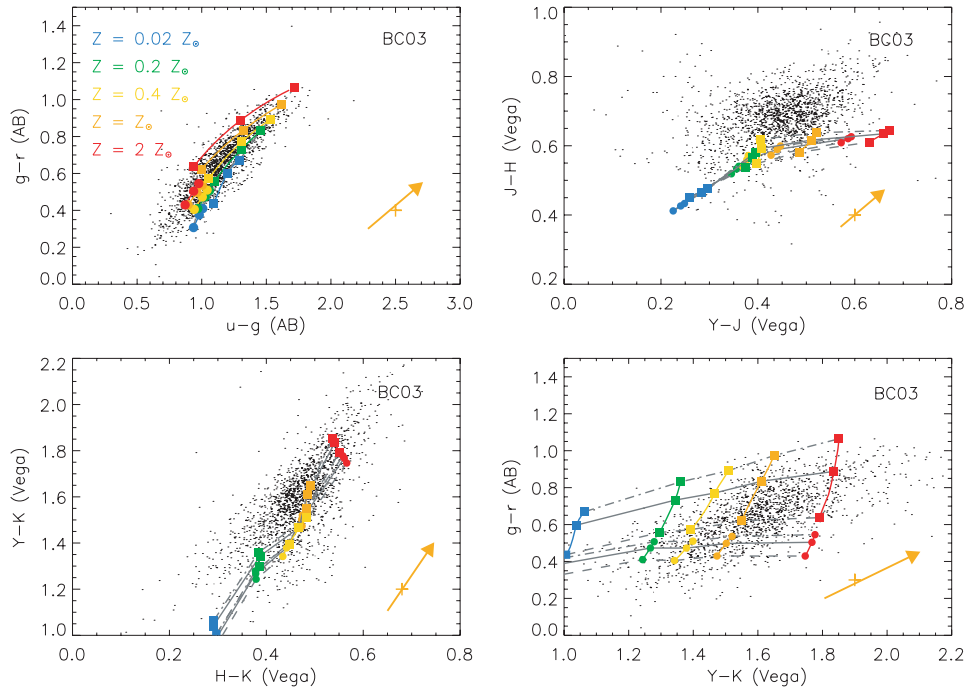 BC03
Z = 0.02 Z⊙
Z = 0.2 Z⊙
Z = 0.4 Z⊙
Z = Z⊙
Z = 2 Z⊙
g-r (AB)
1.4
1.2
1.0
0.8
0.6
0.4
0.2
0.0
0.0 0.5 1.0 1.5 2.0 2.5 3.0
u-g (AB)
BC03
J-H (Vega)
1.0
0.8
0.6
0.4
0.2
0.0 0.2 0.4 0.6 0.8
Y-J (Vega)
BC03
Y-K (Vega)
2.2
2.0
1.8
1.6
1.4
1.2
1.0
0.0 0.2 0.4 0.6 0.8
H-K (Vega)
BC03
g-r (AB)
1.4
1.2
1.0
0.8
0.6
0.4
0.2
0.0
1.0 1.2 1.4 1.6 1.8 2.0 2.2
Y-K (Vega)